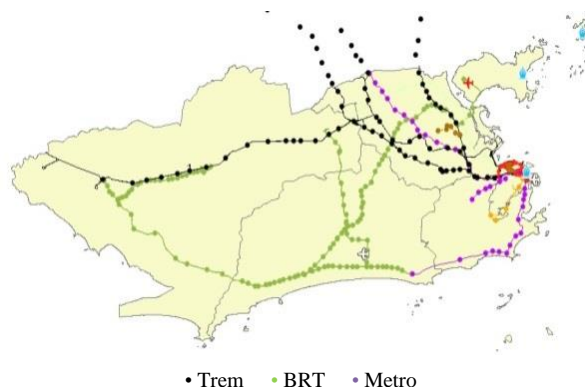 • Trem • BRT • Metro